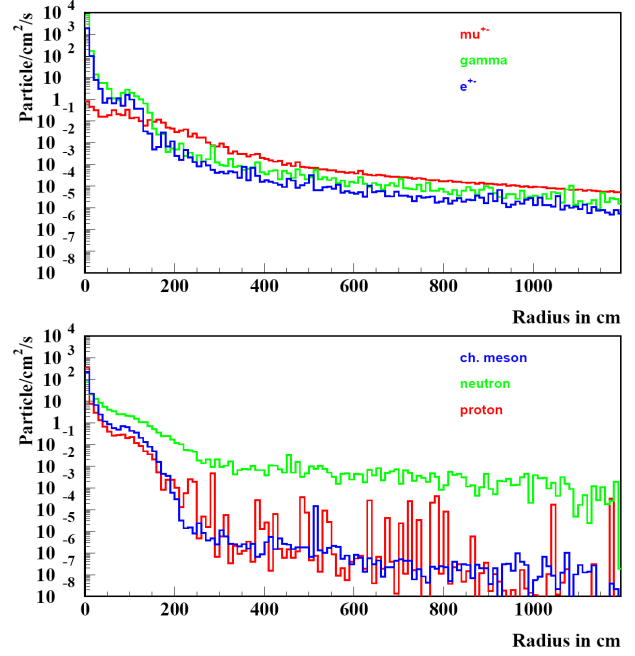 Particle/cm²/s
10 ⁴
10 ³
10 ²
10
1
10 ⁻¹
10 ⁻²
10 ⁻³
10 ⁻⁴
10 ⁻⁵
10 ⁻⁶
10 ⁻⁷
10 ⁻⁸
mu⁺⁻
gamma
e⁺⁻
0 200 400 600 800 1000
Radius in cm
Particle/cm²/s
10 ⁴
10 ³
10 ²
10
1
10 ⁻¹
10 ⁻²
10 ⁻³
10 ⁻⁴
10 ⁻⁵
10 ⁻⁶
10 ⁻⁷
10 ⁻⁸
ch. meson
neutron
proton
0 200 400 600 800 1000
Radius in cm